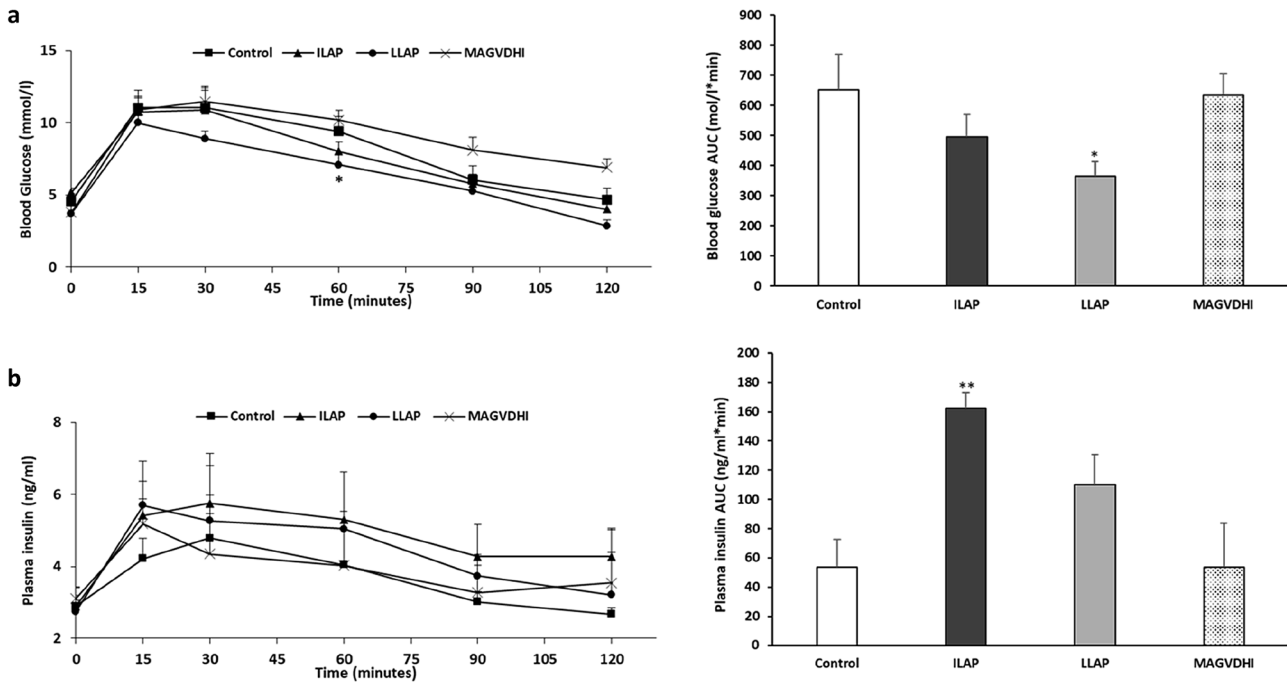 a
Blood Glucose (mmol/l)
15
10
5
0
Control ILAP LLAP MAGVDHI
*
0 15 30 45 60 75 90 105 120
Time (minutes)
Blood glucose AUC (mol/l*min)
900
800
700
600
500
400
300
200
100
0
*
Control ILAP LLAP MAGVDHI
b
Plasma insulin (ng/ml)
8
6
4
2
Control ILAP LLAP MAGVDHI
0 15 30 45 60 75 90 105 120
Time (minutes)
Plasma insulin AUC (ng/ml*min)
200
180
160
140
120
100
80
60
40
20
0
**
Control ILAP LLAP MAGVDHI